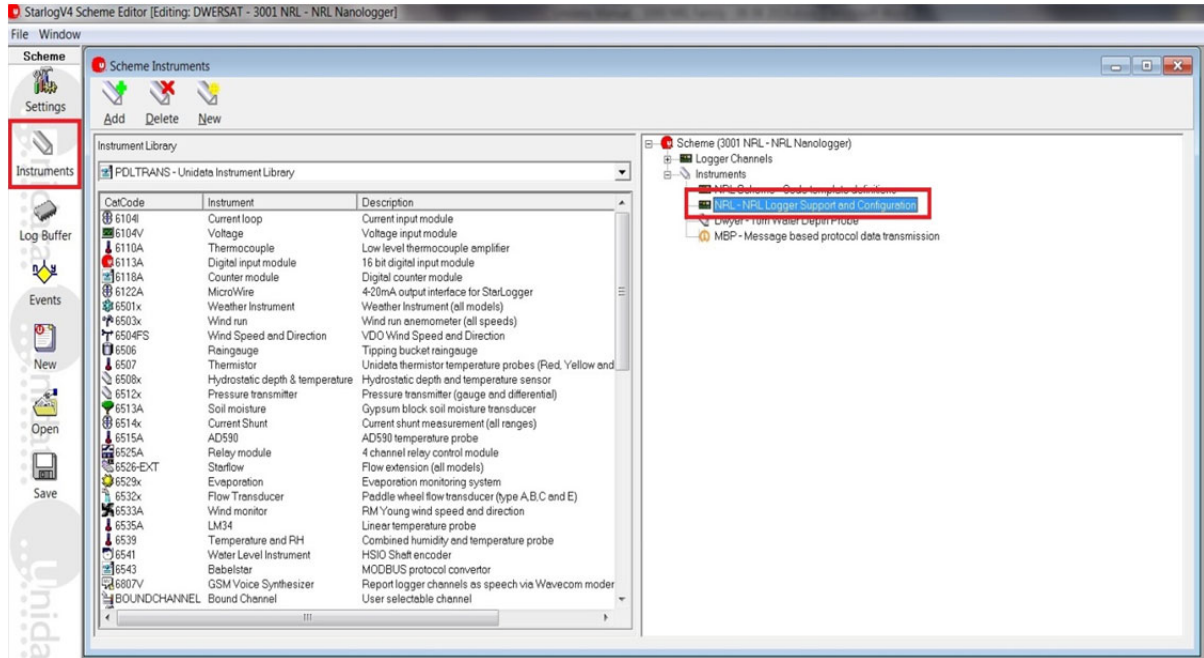 StarlogV4 Scheme Editor [Editing: DWERSAT - 3001 NRL - NRL Nanologger]
File Window
Scheme
Settings
Instruments
Log Buffer
Events
New
Open
Save
Unida
Scheme Instruments
Add Delete New
Instrument Library
PDLTRANS - Unidata Instrument Library
CatCode Instrument Description
6104I Current loop Current input module
6104V Voltage Voltage input module
6110A Thermocouple Low level thermocouple amplifier
6113A Digital input module 16 bit digital input module
6118A Counter module Digital counter module
6122A MicroWire 4-20mA output interface for StarLogger
6501x Weather Instrument Weather Instrument (all models)
6503x Wind run Wind run anemometer (all speeds)
6504FS Wind Speed and Direction VDO Wind Speed and Direction
6506 Raingauge Tipping bucket raingauge
6507 Thermistor Unidata thermistor temperature probes (Red, Yellow and
6508x Hydrostatic depth & temperature Hydrostatic depth and temperature sensor
6512x Pressure transmitter Pressure transmitter (gauge and differential)
6513A Soil moisture Gypsum block soil moisture transducer
6514x Current Shunt Current shunt measurement (all ranges)
6515A AD590 AD590 temperature probe
6525A Relay module 4 channel relay control module
6526-EXT Starflow Flow extension (all models)
6529x Evaporation Evaporation monitoring system
6532x Flow Transducer Paddle wheel flow transducer (type A,B,C and E)
6533A Wind monitor RM Young wind speed and direction
6535A LM34 Linear temperature probe
6539 Temperature and RH Combined humidity and temperature probe
6541 Water Level Instrument HSIO Shaft encoder
6543 Babelstar MODBUS protocol convertor
6807V GSM Voice Synthesizer Report logger channels as speech via Wavecom moder
BOUNDCHANNEL Bound Channel User selectable channel
Scheme (3001 NRL - NRL Nanologger)
Logger Channels
Instruments
NRL Scheme - Code template definitions
NRL - NRL Logger Support and Configuration
Dwyer - 10m Water Depth Probe
MBP - Message based protocol data transmission